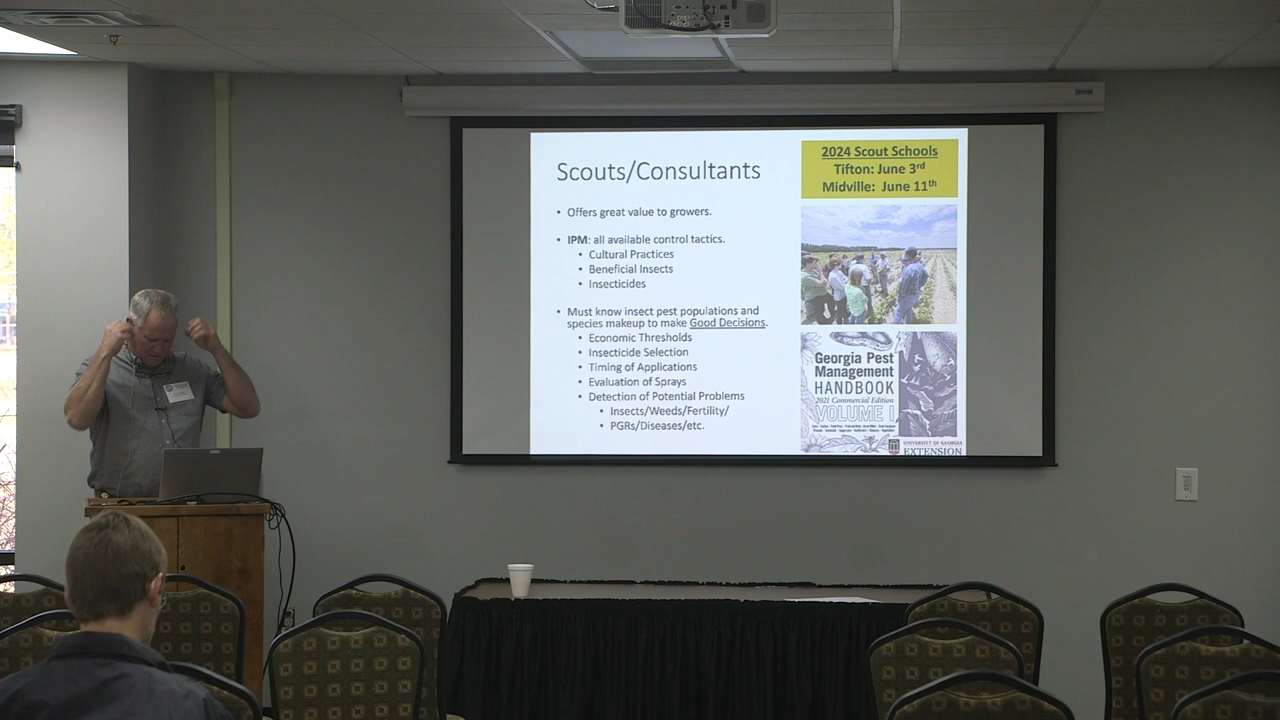 Scouts/Consultants
• Offers great value to growers.
• IPM: all available control tactics.
• Cultural Practices
• Beneficial Insects
• Insecticides
• Must know insect pest populations and
species makeup to make Good Decisions.
• Economic Thresholds
• Insecticide Selection
• Timing of Applications
• Evaluation of Sprays
• Detection of Potential Problems
• Insects/Weeds/Fertility/
• PGRs/Diseases/etc.
2024 Scout Schools
Tifton: June 3rd
Midville: June 11th
Georgia Pest
Management
HANDBOOK
2021 Commercial Edition
VOLUME I
UNIVERSITY OF GEORGIA
EXTENSION